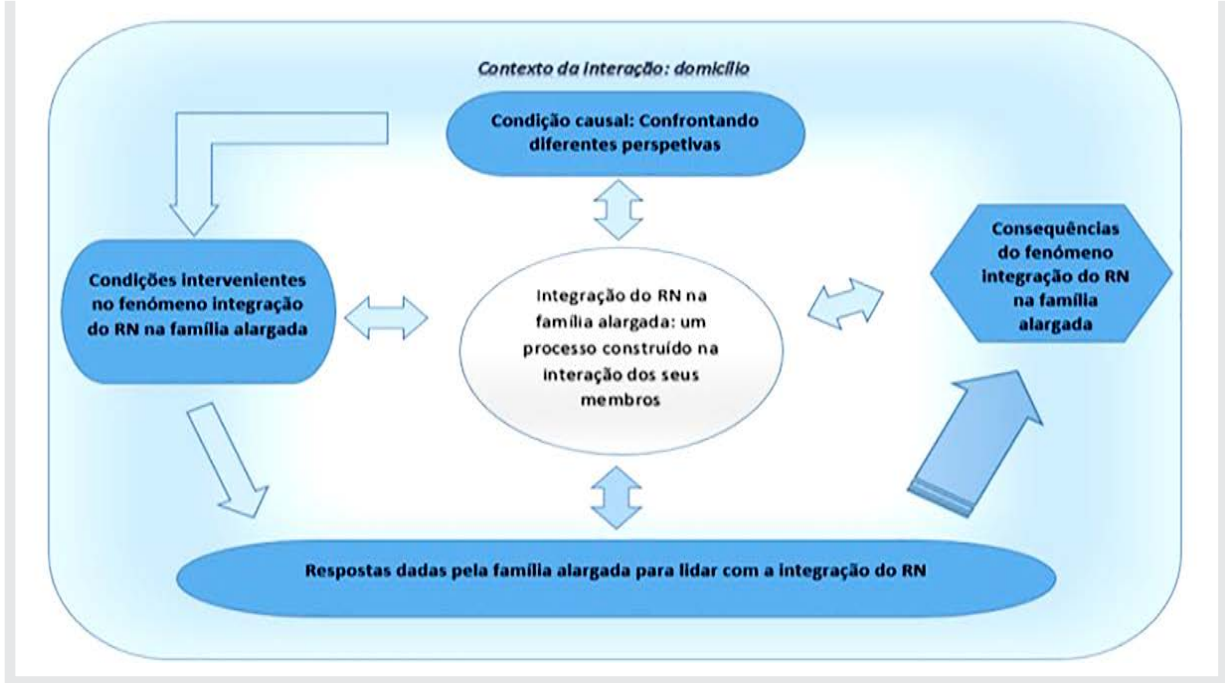 Contexto da Interação: domicílio
Condição causal: Confrontando
diferentes perspetivas
Condições intervenientes
no fenómeno integração
do RN na família alargada
Integração do RN na
família alargada: um
processo construído na
interação dos seus
membros
Consequências
do fenómeno
integração do RN
na família
alargada
Respostas dadas pela família alargada para lidar com a integração do RN